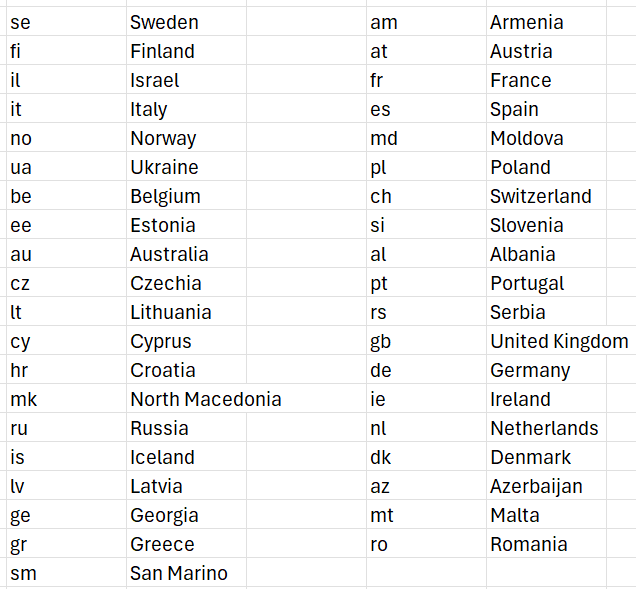 se Sweden am Armenia
fi Finland at Austria
il Israel fr France
it Italy es Spain
no Norway md Moldova
ua Ukraine pl Poland
be Belgium ch Switzerland
ee Estonia si Slovenia
au Australia al Albania
cz Czechia pt Portugal
lt Lithuania rs Serbia
cy Cyprus gb United Kingdom
hr Croatia de Germany
mk North Macedonia ie Ireland
ru Russia nl Netherlands
is Iceland dk Denmark
lv Latvia az Azerbaijan
ge Georgia mt Malta
gr Greece ro Romania
sm San Marino